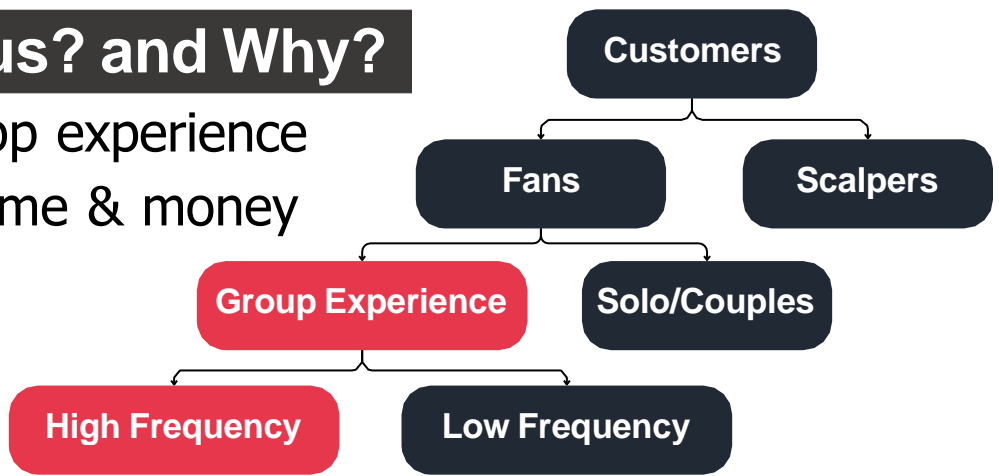 us? and Why?
op experience
me & money
Customers
Fans
Scalpers
Group Experience
Solo/Couples
High Frequency
Low Frequency